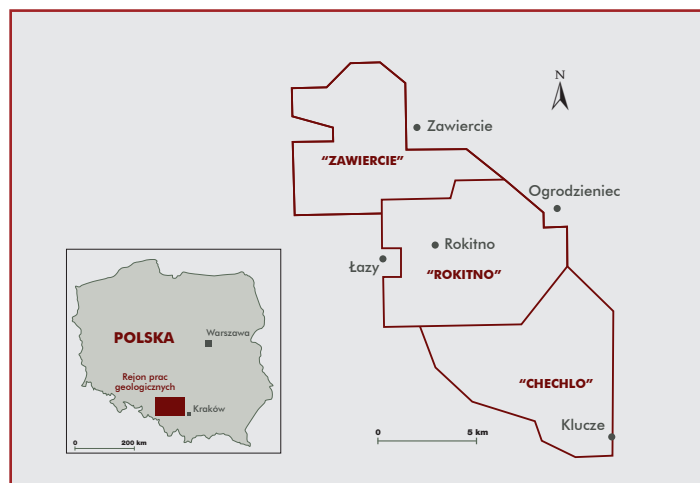 N
Zawiercie
"ZAWIERCIE"
Ogrodzieniec
Rokitno
Łazy
"ROKITNO"
POLSKA
Warszawa
Rejon prac
geologicznych
"CHECHLO"
Kraków
Klucze
0 200 km
0 5 km